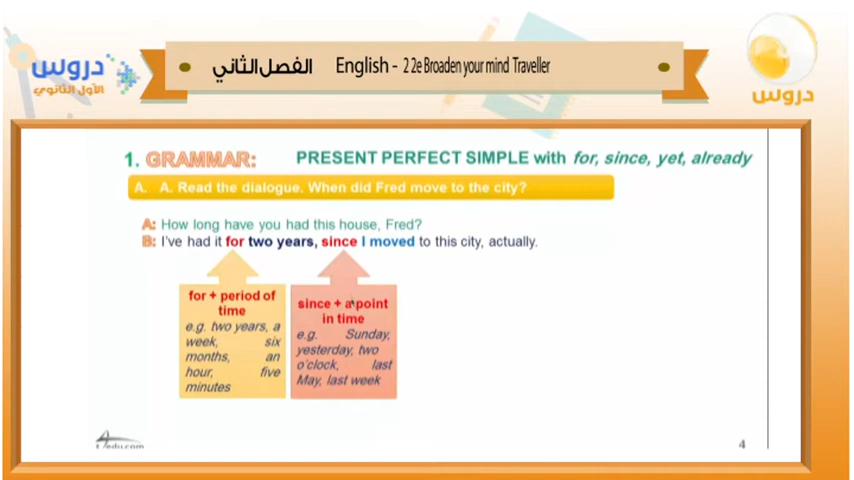 دروس
الأول الثانوي
الفصل الثاني English - 2 2e Broaden your mind Traveller
دروس
1. GRAMMAR: PRESENT PERFECT SIMPLE with for, since, yet, already
A. A. Read the dialogue. When did Fred move to the city?
A: How long have you had this house, Fred?
B: I've had it for two years, since I moved to this city, actually.
for + period of
time
e.g. two years, a
week, six
months, an
hour, five
minutes
since + a point
in time
e.g. Sunday,
yesterday, two
o'clock, last
May, last week
4